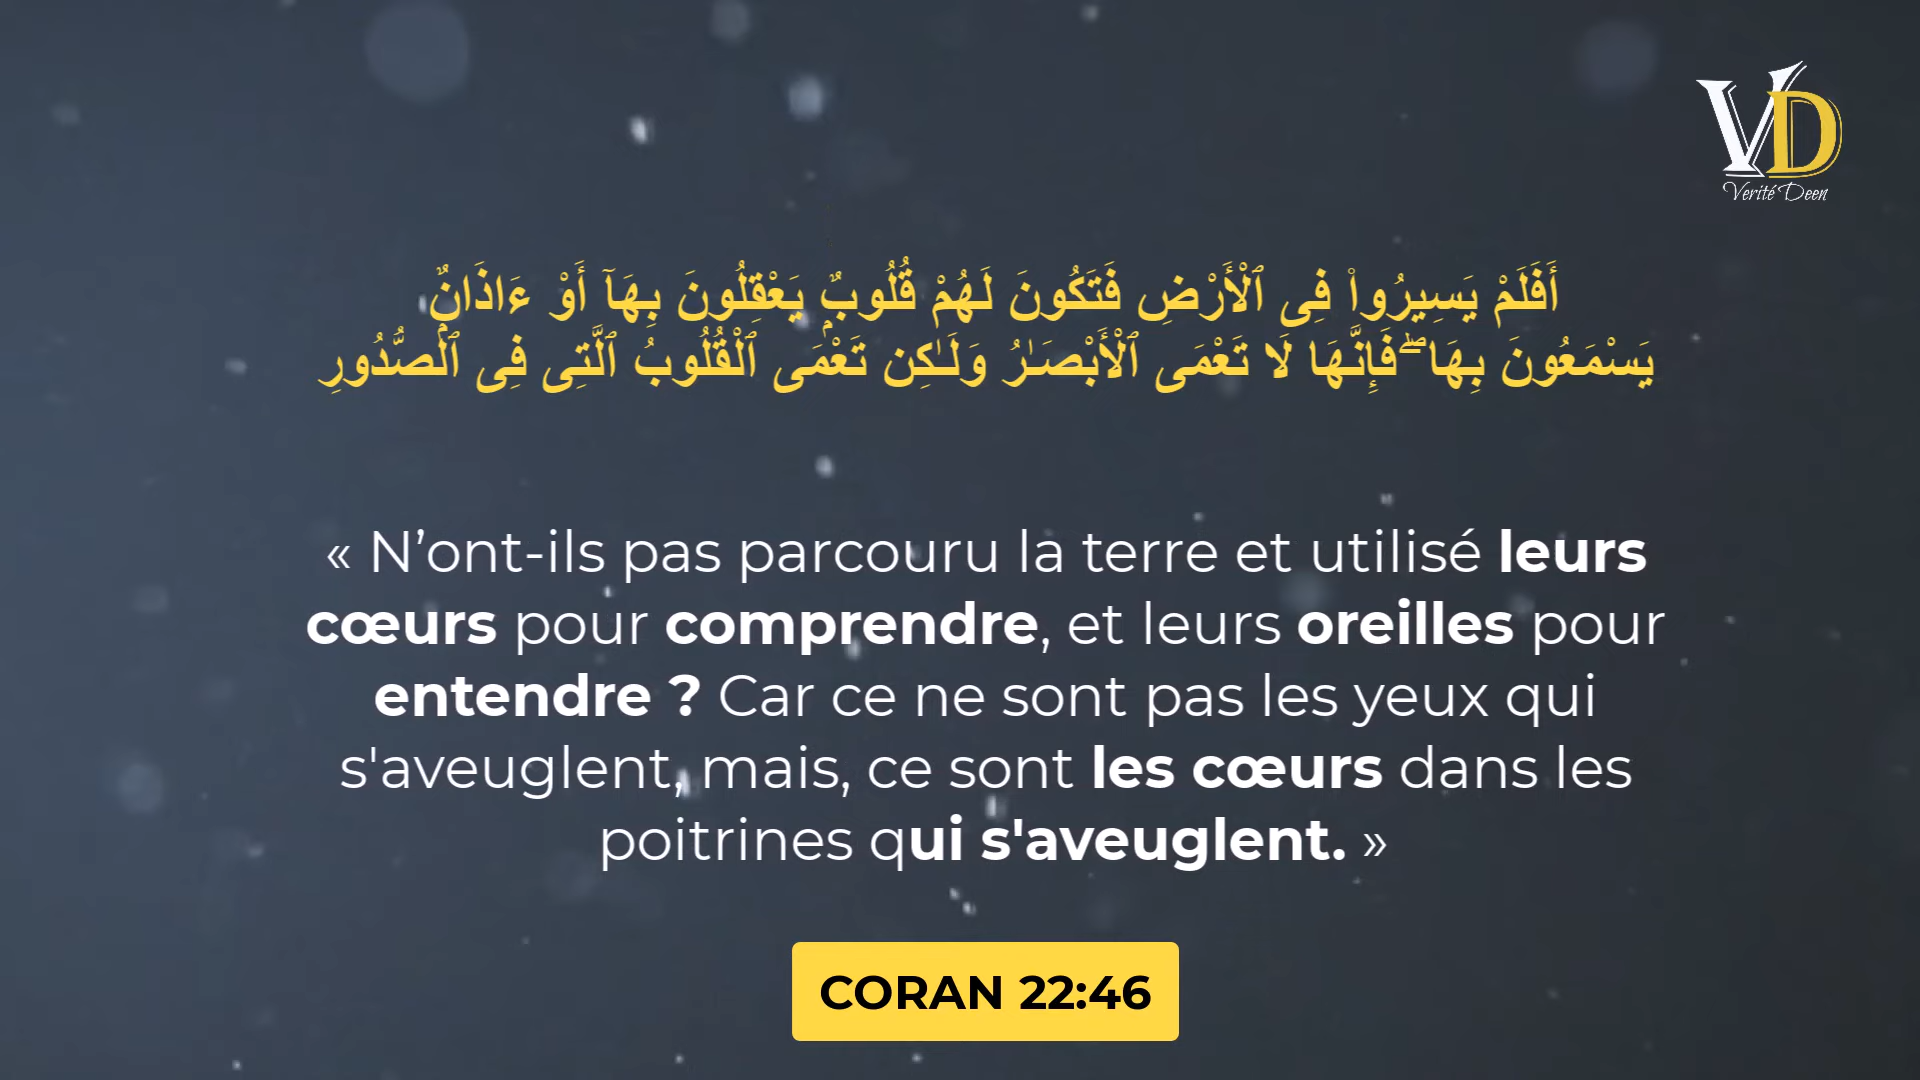 VD
Verité Deen
أَفَلَمْ يَسِيرُوا۟ فِى ٱلْأَرْضِ فَتَكُونَ لَهُمْ قُلُوبٌ يَعْقِلُونَ بِهَآ أَوْ ءَاذَانٌ
يَسْمَعُونَ بِهَا ۖ فَإِنَّهَا لَا تَعْمَى ٱلْأَبْصَـٰرُ وَلَـٰكِن تَعْمَى ٱلْقُلُوبُ ٱلَّتِى فِى ٱلصُّدُورِ
« N’ont-ils pas parcouru la terre et utilisé leurs
cœurs pour comprendre, et leurs oreilles pour
entendre ? Car ce ne sont pas les yeux qui
s'aveuglent, mais, ce sont les cœurs dans les
poitrines qui s'aveuglent. »
CORAN 22:46